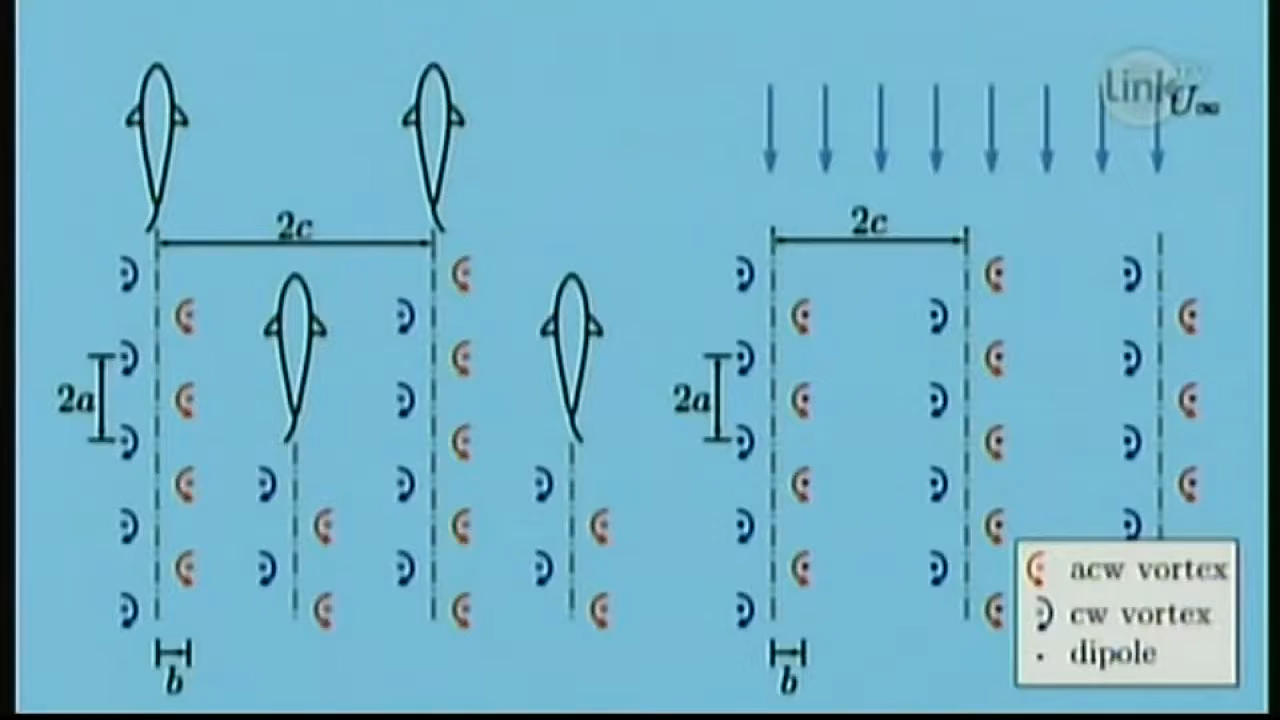 Link
U∞
2c
2c
2a
2a
acw vortex
cw vortex
dipole
b
b